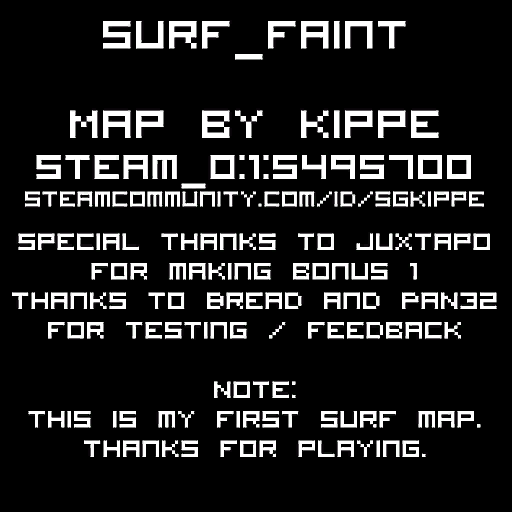 SURF_FAINT
MAP BY KIPPE
STEAM_0:1:5495700
STEAMCOMMUNITY.COM/ID/SGKIPPE
SPECIAL THANKS TO JUXTAPO
FOR MAKING BONUS 1
THANKS TO BREAD AND PAN32
FOR TESTING / FEEDBACK
NOTE:
THIS IS MY FIRST SURF MAP.
THANKS FOR PLAYING.